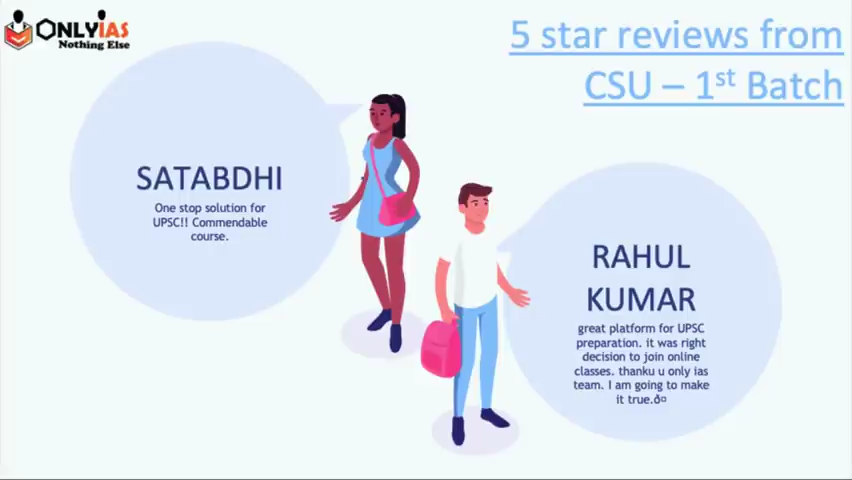 ONLYIAS
Nothing Else
5 star reviews from
CSU – 1st Batch
SATABDHI
One stop solution for
UPSC!! Commendable
course.
RAHUL
KUMAR
great platform for UPSC
preparation. it was right
decision to join online
classes. thanku u only ias
team. I am going to make
it true.ð¤